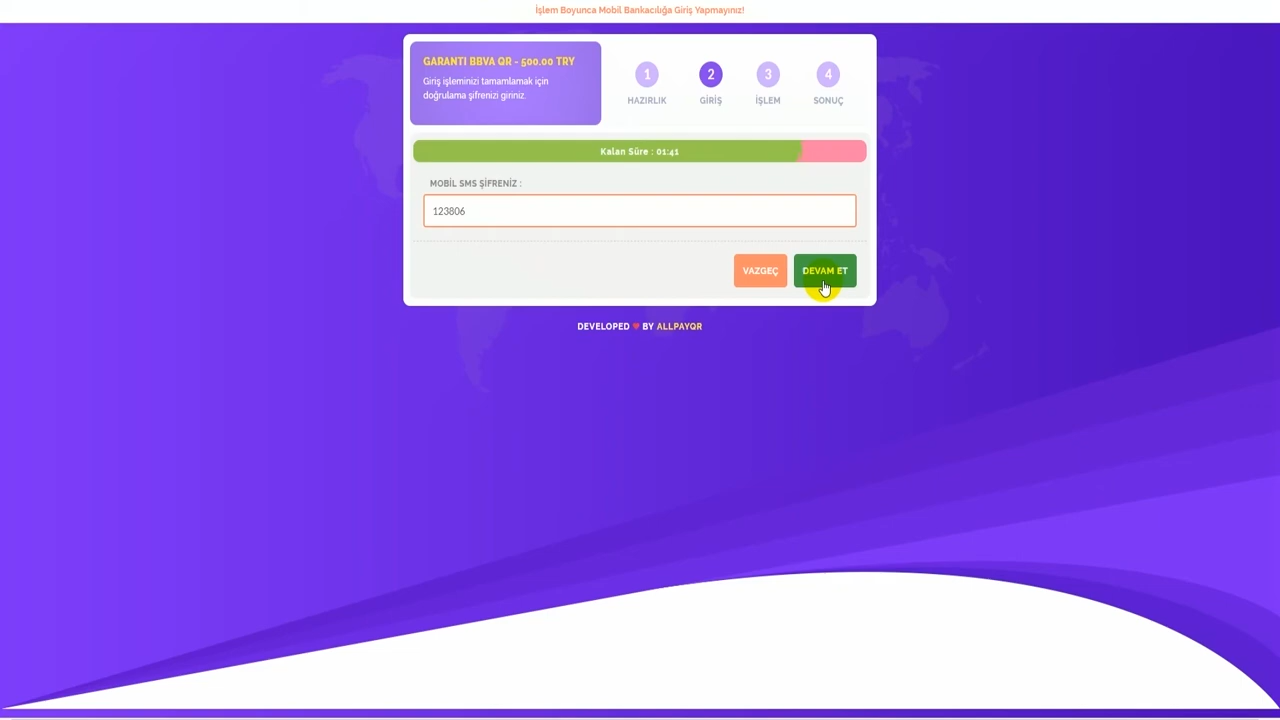 İşlem Boyunca Mobil Bankacılığa Giriş Yapmayınız!
GARANTI BBVA QR - 500.00 TRY
Giriş işleminizi tamamlamak için
doğrulama şifrenizi giriniz.
1 2 3 4
HAZIRLIK GİRİŞ İŞLEM SONUÇ
Kalan Süre : 01:41
MOBİL SMS ŞİFRENİZ :
123806
VAZGEÇ DEVAM ET
DEVELOPED ♥ BY ALLPAYQR